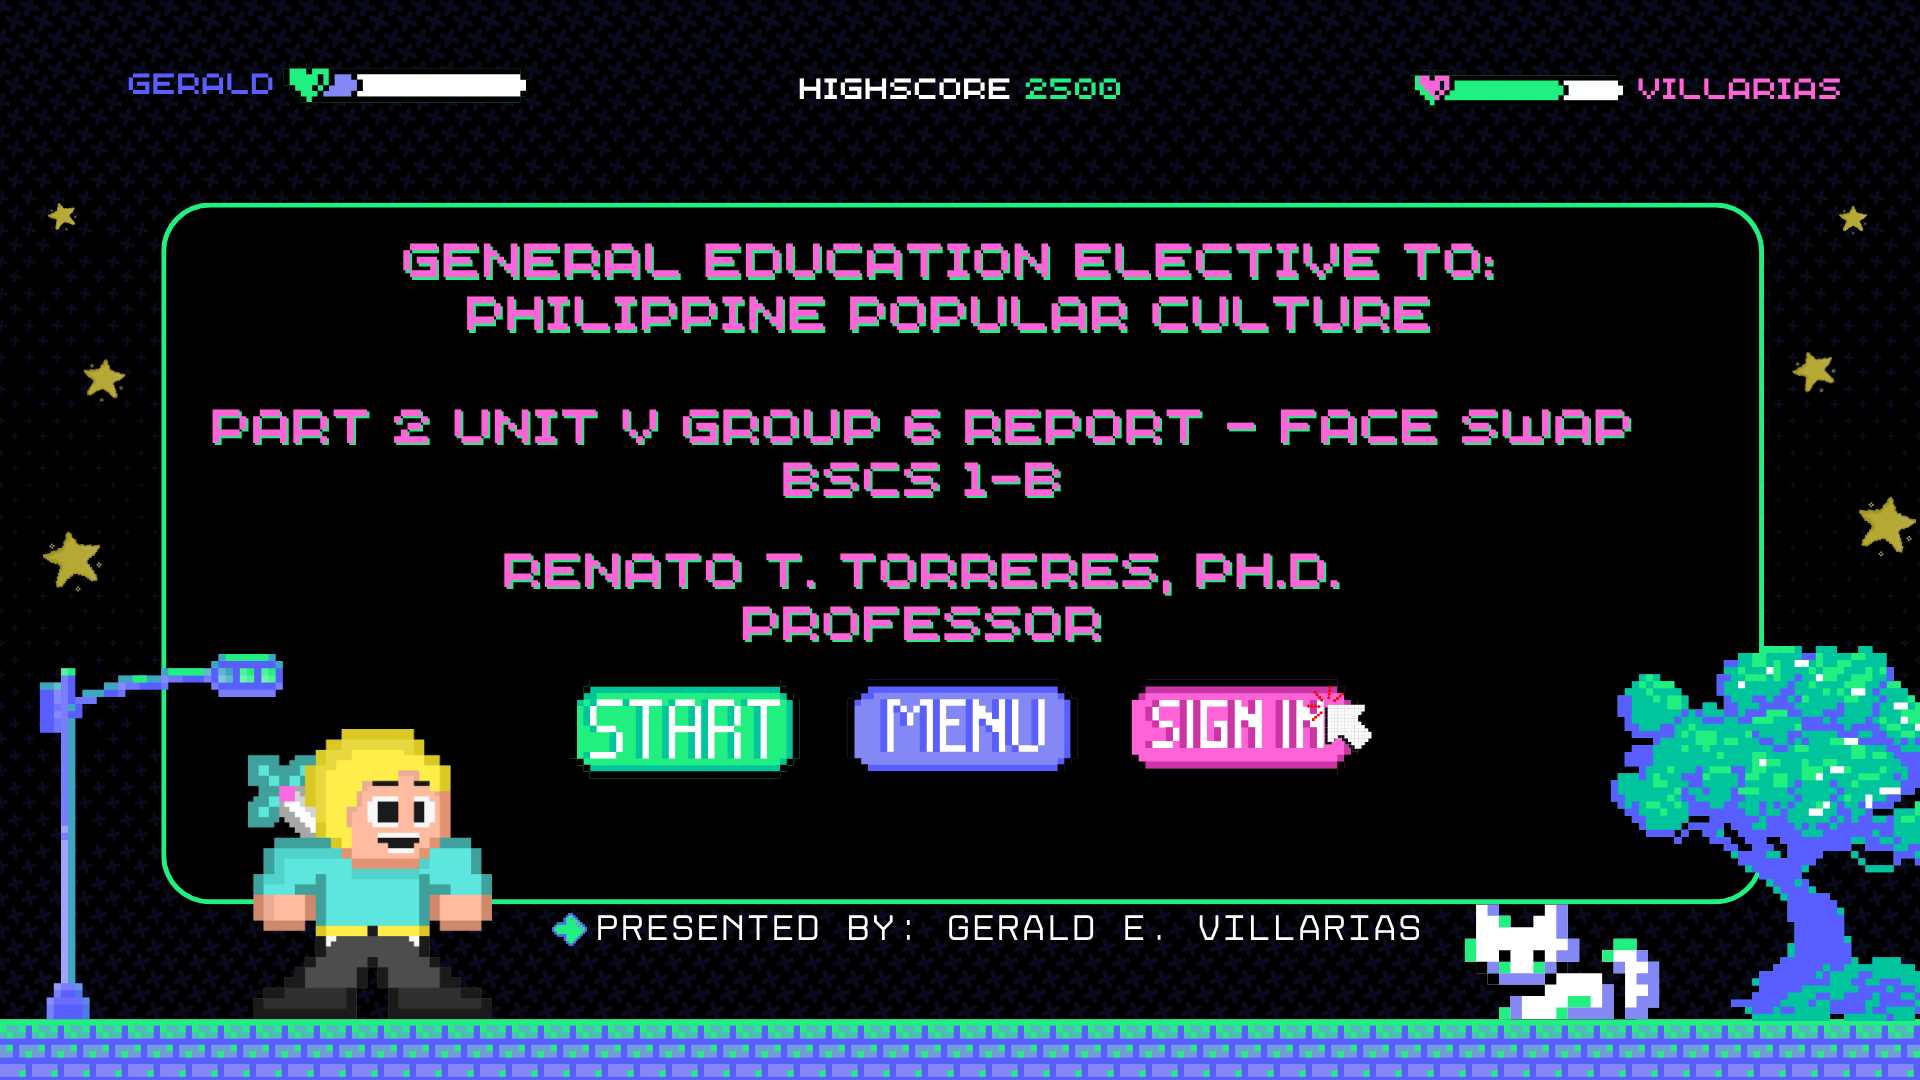 GERALD
HIGHSCORE 2500
VILLARIAS
GENERAL EDUCATION ELECTIVE TO:
PHILIPPINE POPULAR CULTURE
PART 2 UNIT V GROUP 6 REPORT - FACE SWAP
BSCS 1-B
RENATO T. TORRERES, PH.D.
PROFESSOR
START
MENU
SIGN IN
PRESENTED BY: GERALD E. VILLARIAS